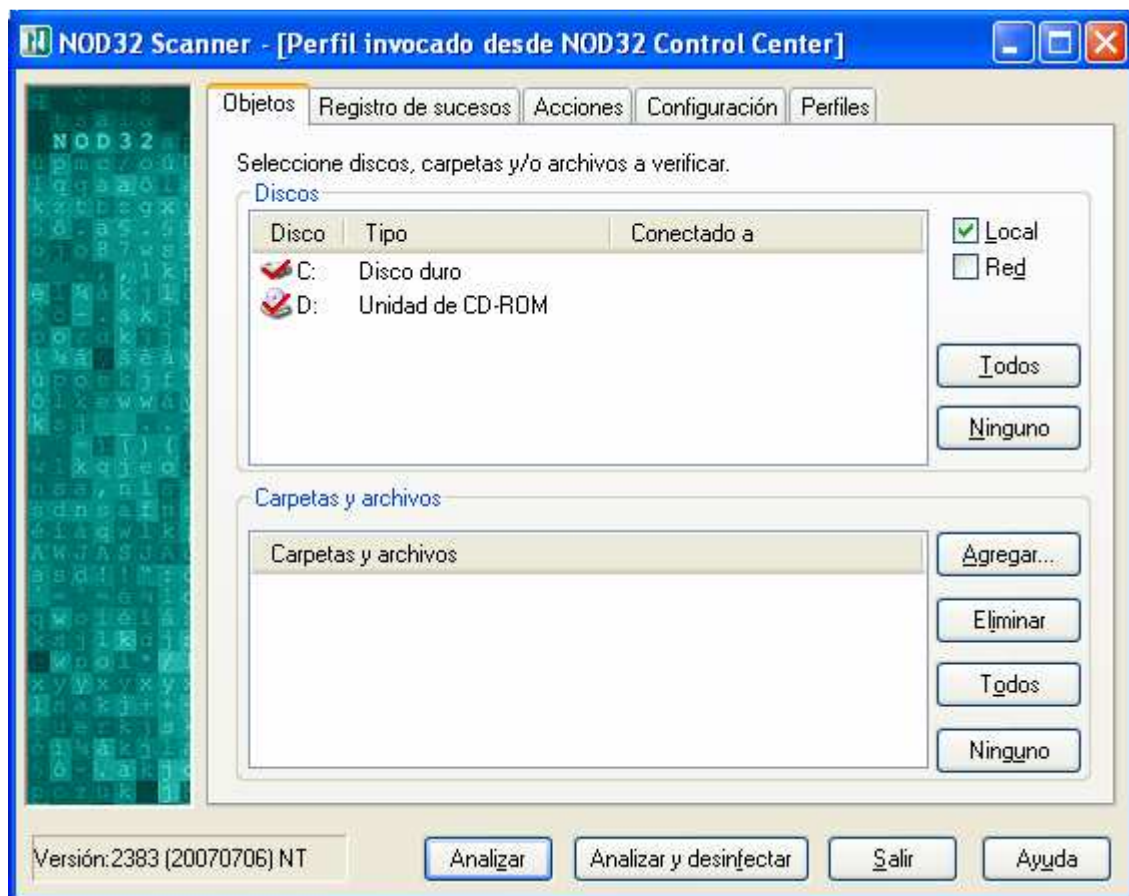 NOD32 Scanner - [Perfil invocado desde NOD32 Control Center]
NOD32
Objetos Registro de sucesos Acciones Configuración Perfiles
Seleccione discos, carpetas y/o archivos a verificar.
Discos
Disco Tipo Conectado a
C: Disco duro
D: Unidad de CD-ROM
Local
Red
Todos
Ninguno
Carpetas y archivos
Carpetas y archivos
Agregar...
Eliminar
Todos
Ninguno
Versión:2383 (20070706) NT Analizar Analizar y desinfectar Salir Ayuda